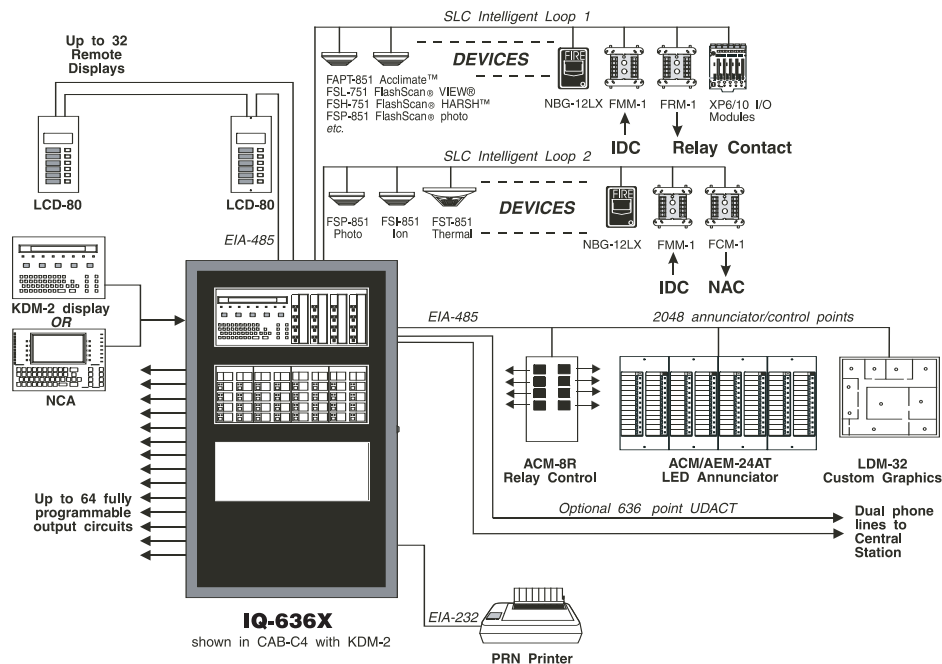 SLC Intelligent Loop 1
Up to 32
Remote
Displays
DEVICES
FAPT-851 Acclimate™
FSL-751 FlashScan® VIEW®
FSH-751 FlashScan® HARSH™
FSP-851 FlashScan® photo
etc.
FIRE
NBG-12LX
FMM-1
FRM-1
XP6/10 I/O
Modules
IDC
Relay Contact
SLC Intelligent Loop 2
LCD-80
LCD-80
DEVICES
FIRE
FSP-851
Photo
FSI-851
Ion
FST-851
Thermal
NBG-12LX
FMM-1
FCM-1
EIA-485
IDC
NAC
KDM-2 display
OR
NCA
EIA-485
2048 annunciator/control points
ACM-8R
Relay Control
ACM/AEM-24AT
LED Annunciator
LDM-32
Custom Graphics
Up to 64 fully
programmable
output circuits
Optional 636 point UDACT
Dual phone
lines to
Central
Station
IQ-636X
shown in CAB-C4 with KDM-2
EIA-232
PRN Printer